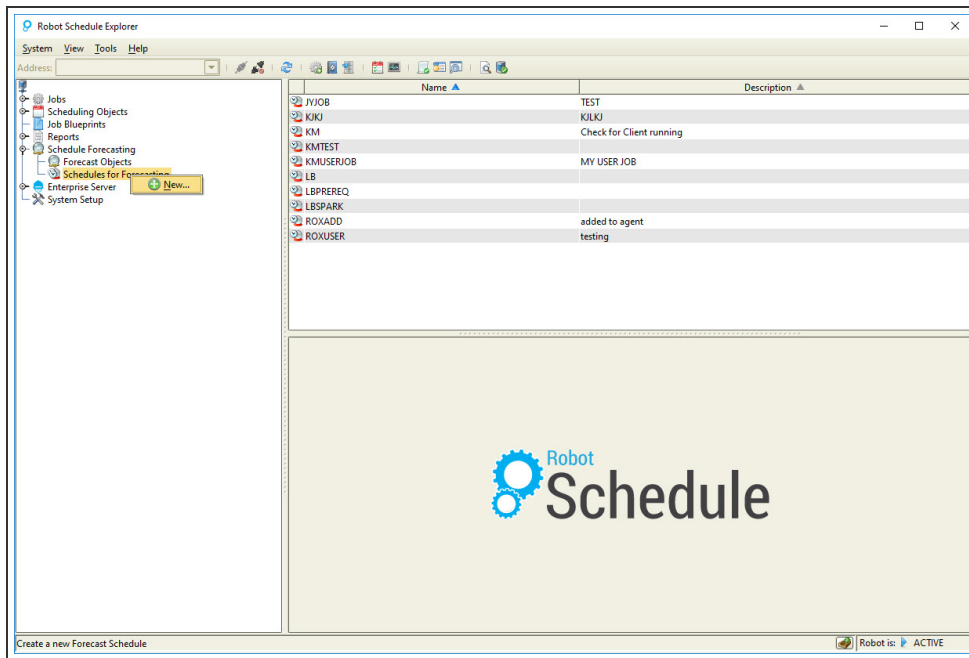 Robot Schedule Explorer
System View Tools Help
Address:
Jobs
Scheduling Objects
Job Blueprints
Reports
Schedule Forecasting
Forecast Objects
Schedules for Forecasting
New...
Enterprise Server
System Setup
Name Description
JYJOB TEST
KJKJ KJLKJ
KM Check for Client running
KMTEST
KMUSERJOB MY USER JOB
LB
LBPREREQ
LBSPARK
ROXADD added to agent
ROXUSER testing
Robot
Schedule
Create a new Forecast Schedule Robot is: ACTIVE